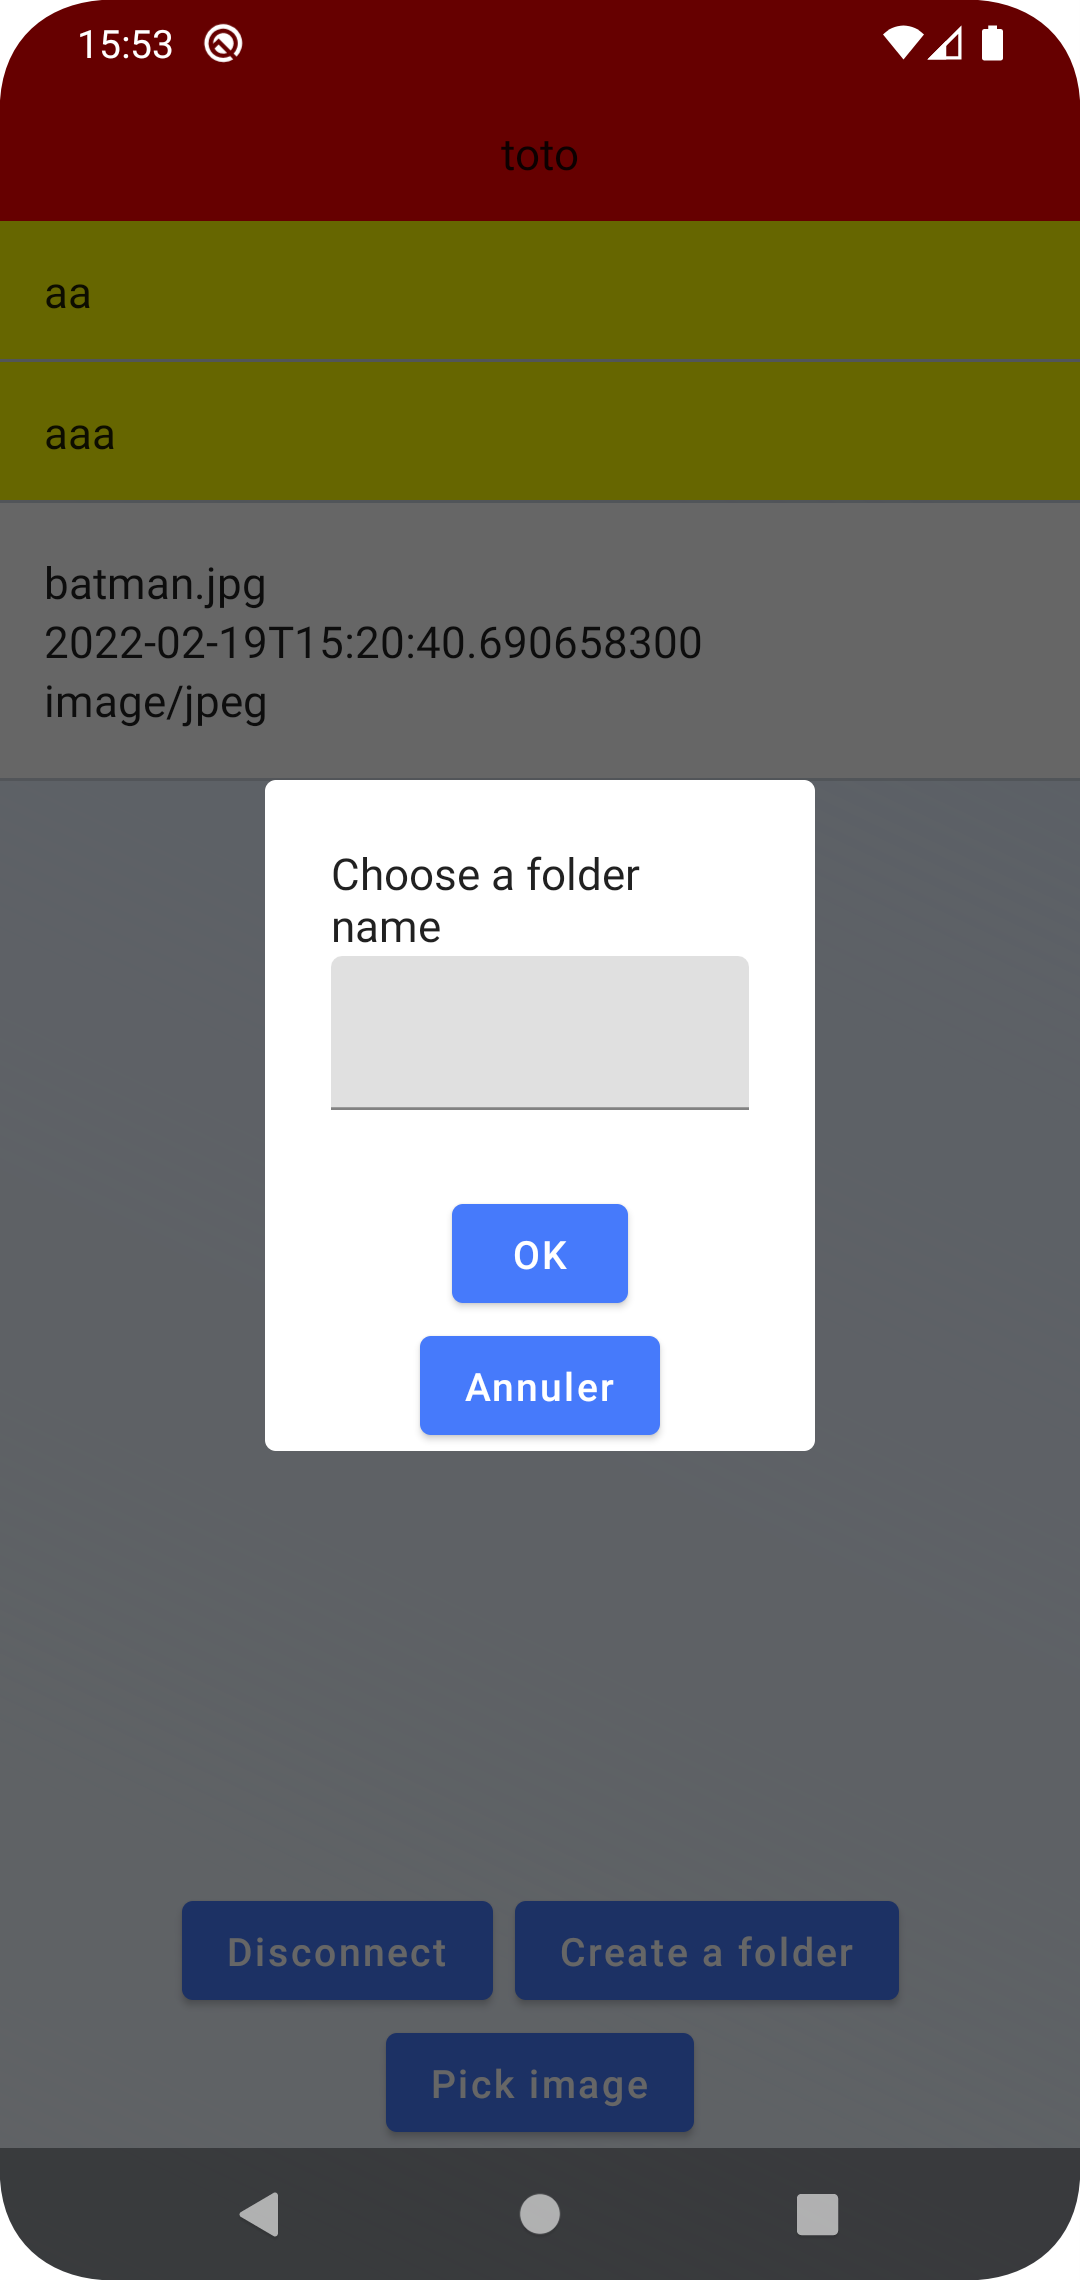 15:53
toto
aa
aaa
batman.jpg
2022-02-19T15:20:40.690658300
image/jpeg
Choose a folder
name
OK
Annuler
Disconnect
Create a folder
Pick image